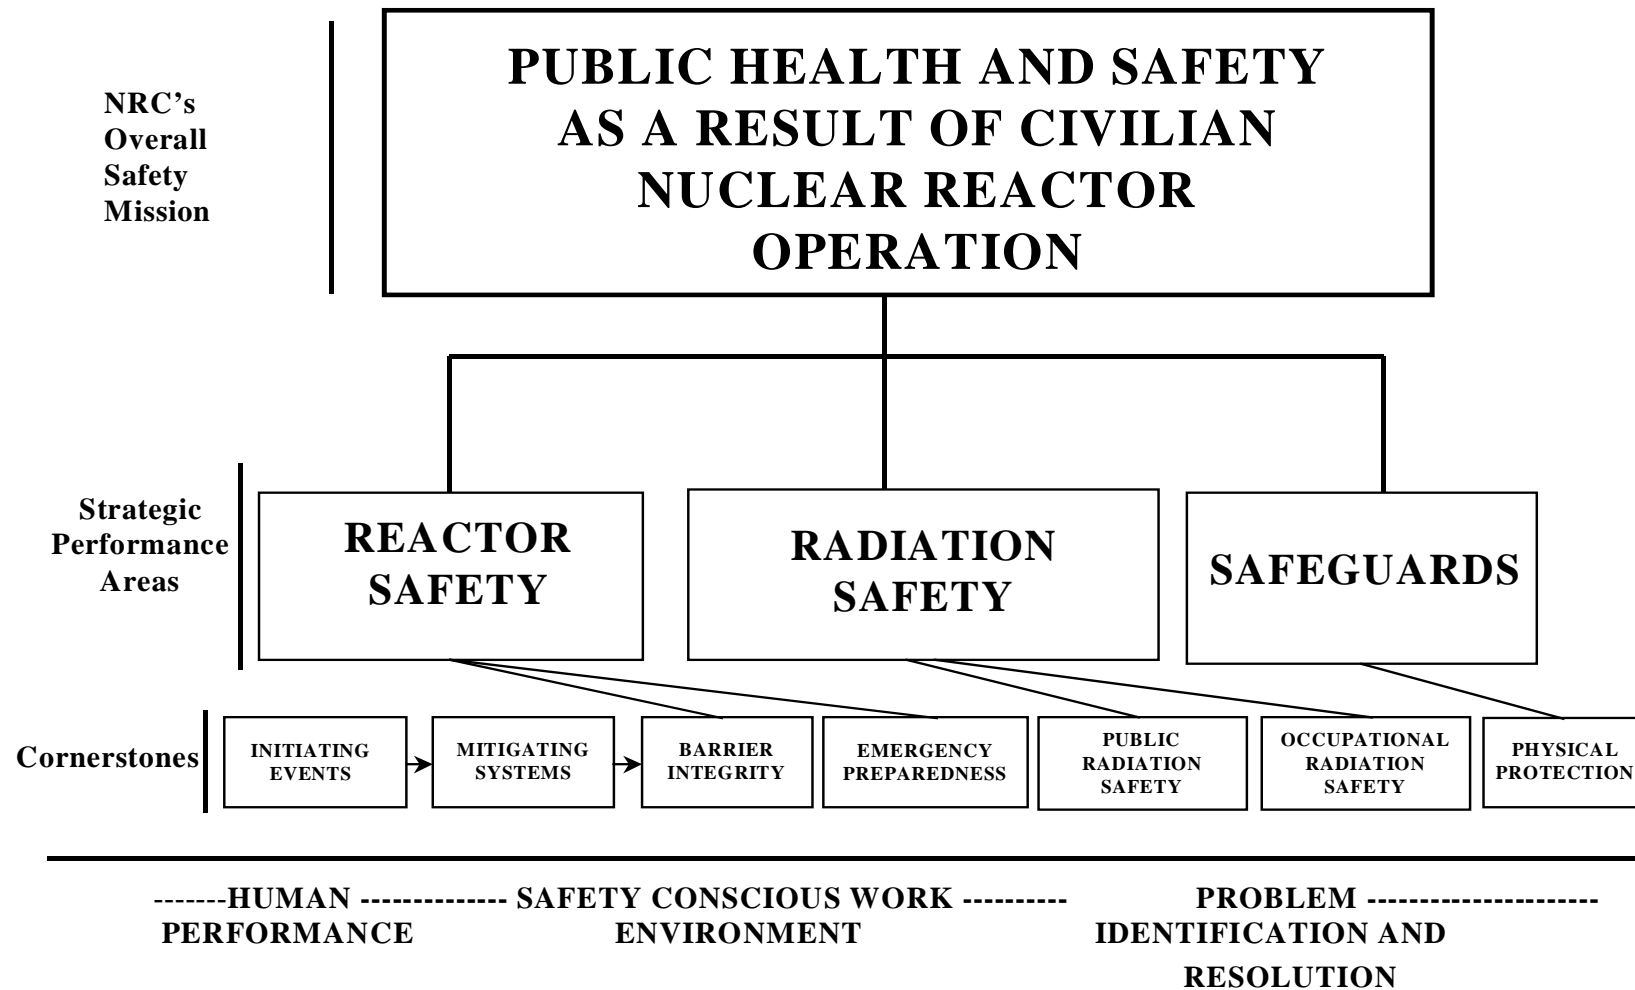 NRC’s
Overall
Safety
Mission
PUBLIC HEALTH AND SAFETY
AS A RESULT OF CIVILIAN
NUCLEAR REACTOR
OPERATION
Strategic
Performance
Areas
REACTOR
SAFETY
RADIATION
SAFETY
SAFEGUARDS
Cornerstones
INITIATING
EVENTS
MITIGATING
SYSTEMS
BARRIER
INTEGRITY
EMERGENCY
PREPAREDNESS
PUBLIC
RADIATION
SAFETY
OCCUPATIONAL
RADIATION
SAFETY
PHYSICAL
PROTECTION
-------HUMAN -------------- SAFETY CONSCIOUS WORK ---------- PROBLEM ----------------------
PERFORMANCE ENVIRONMENT IDENTIFICATION AND
RESOLUTION